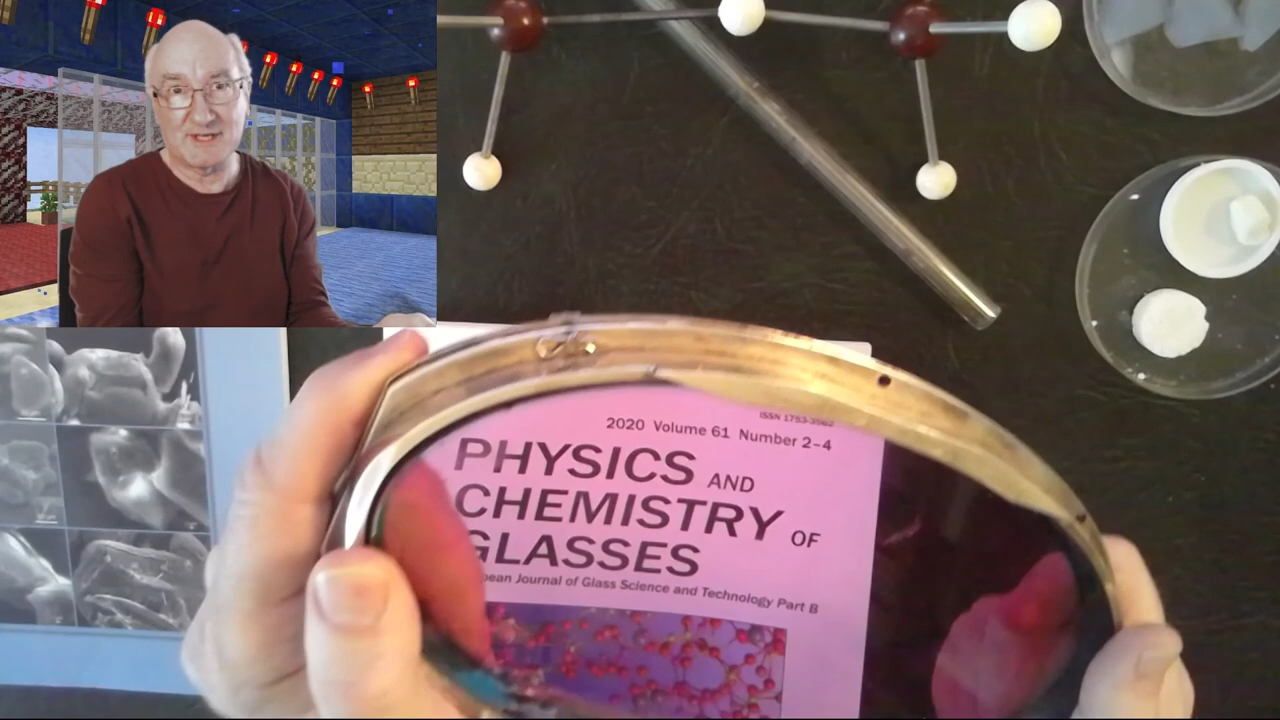 ISSN 1753-3562
2020 Volume 61 Number 2–4
PHYSICS AND
CHEMISTRY OF
GLASSES
pean Journal of Glass Science and Technology Part B